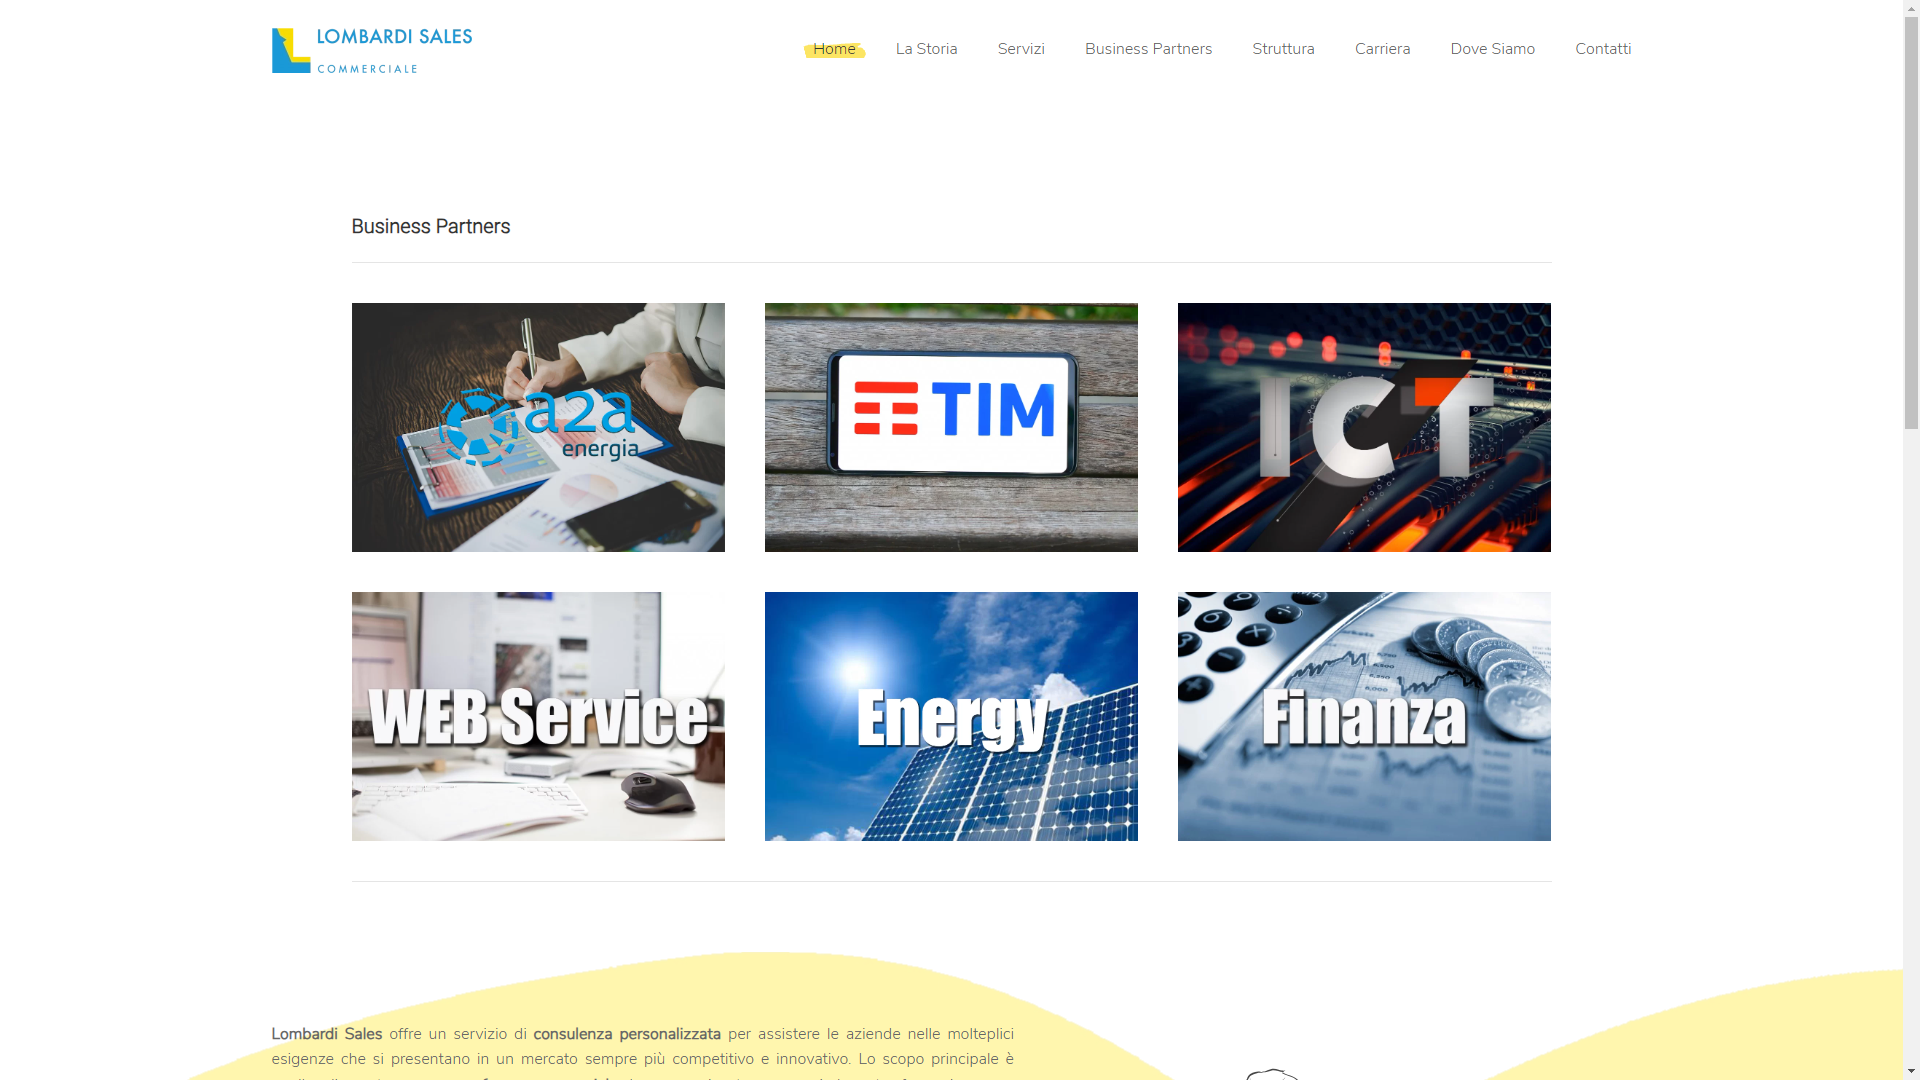 LOMBARDI SALES
COMMERCIALE
Home
La Storia
Servizi
Business Partners
Struttura
Carriera
Dove Siamo
Contatti
Business Partners
a2a
energia
TIM
ICT
WEB Service
Energy
Finanza
Lombardi Sales offre un servizio di consulenza personalizzata per assistere le aziende nelle molteplici
esigenze che si presentano in un mercato sempre più competitivo e innovativo. Lo scopo principale è